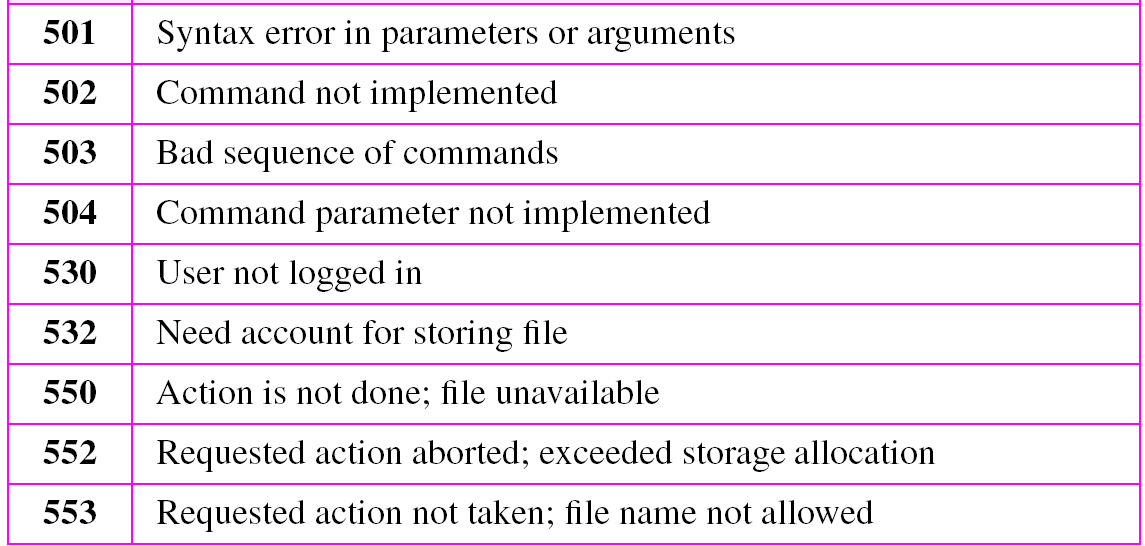 501 Syntax error in parameters or arguments
502 Command not implemented
503 Bad sequence of commands
504 Command parameter not implemented
530 User not logged in
532 Need account for storing file
550 Action is not done; file unavailable
552 Requested action aborted; exceeded storage allocation
553 Requested action not taken; file name not allowed